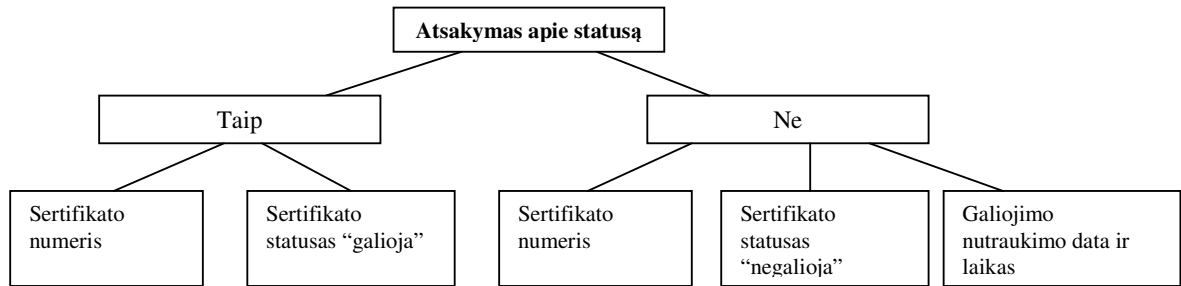 Atsakymas apie statusą
Taip
Ne
Sertifikato
numeris
Sertifikato
statusas “galioja”
Sertifikato
numeris
Sertifikato
statusas
“negalioja”
Galiojimo
nutraukimo data ir
laikas